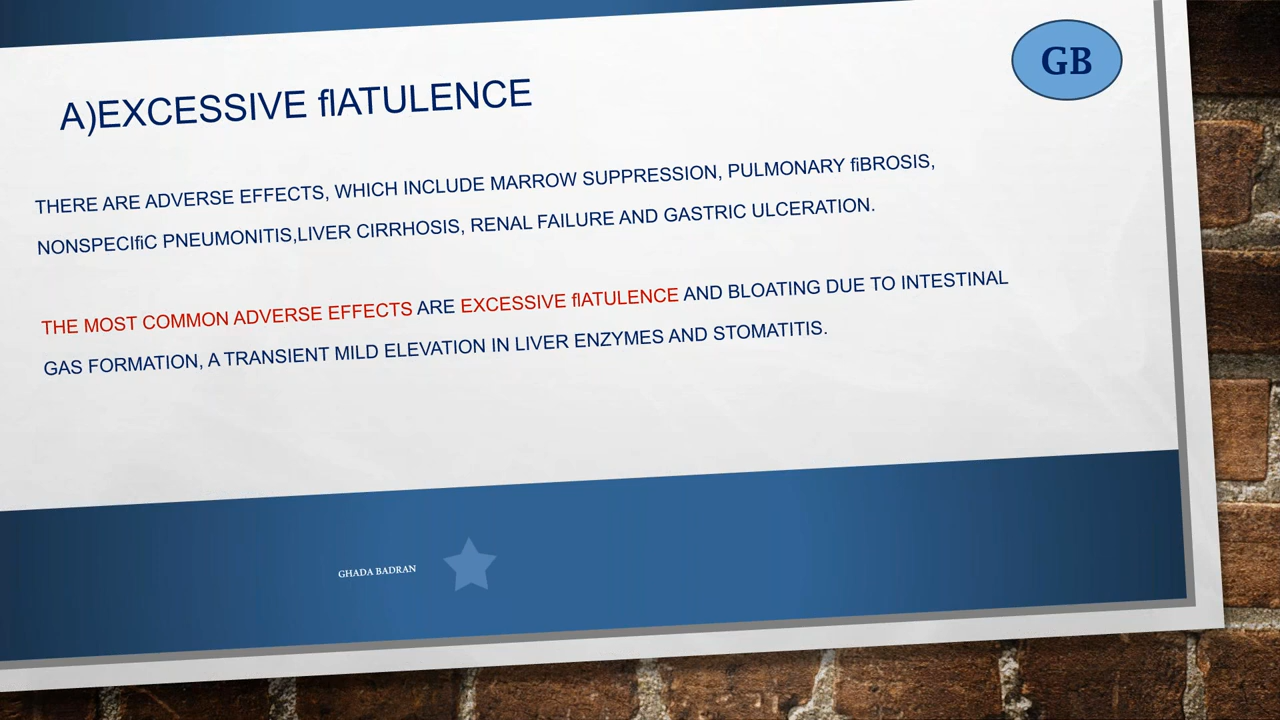 GB
A)EXCESSIVE flATULENCE
THERE ARE ADVERSE EFFECTS, WHICH INCLUDE MARROW SUPPRESSION, PULMONARY fiBROSIS,
NONSPECIfiC PNEUMONITIS,LIVER CIRRHOSIS, RENAL FAILURE AND GASTRIC ULCERATION.
THE MOST COMMON ADVERSE EFFECTS ARE EXCESSIVE flATULENCE AND BLOATING DUE TO INTESTINAL
GAS FORMATION, A TRANSIENT MILD ELEVATION IN LIVER ENZYMES AND STOMATITIS.
GHADA BADRAN